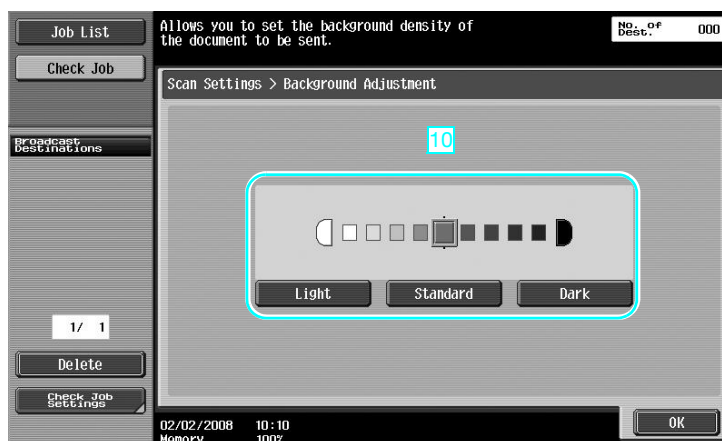 Job List
Check Job
Allows you to set the background density of
the document to be sent.
No. of
Dest.
000
Scan Settings > Background Adjustment
Broadcast
Destinations
10
Light
Standard
Dark
1/ 1
Delete
Check Job
Settings
02/02/2008 10:10
Memory 100%
OK